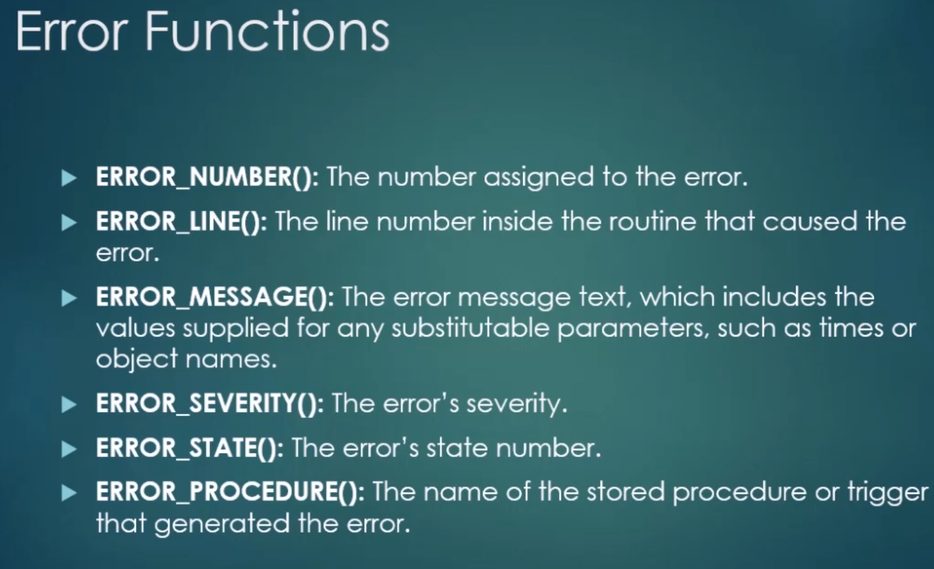 Error Functions
ERROR_NUMBER(): The number assigned to the error.
ERROR_LINE(): The line number inside the routine that caused the
error.
ERROR_MESSAGE(): The error message text, which includes the
values supplied for any substitutable parameters, such as times or
object names.
ERROR_SEVERITY(): The error's severity.
ERROR_STATE(): The error's state number.
ERROR_PROCEDURE(): The name of the stored procedure or trigger
that generated the error.